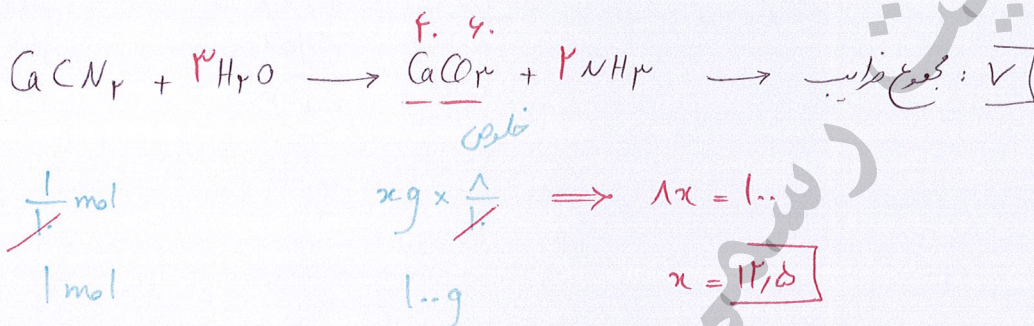 ۴۰ ۶۰
CaCN۲ + ۳H۲O → CaCO۳ + ۲NH۳ → مجموع ضرایب : ۷
خلوص
۱/۱۰ mol xg × ۸/۱۰ ⇒ ۸x = ۱۰۰
۱ mol ۱۰۰g x = ۱۲,۵